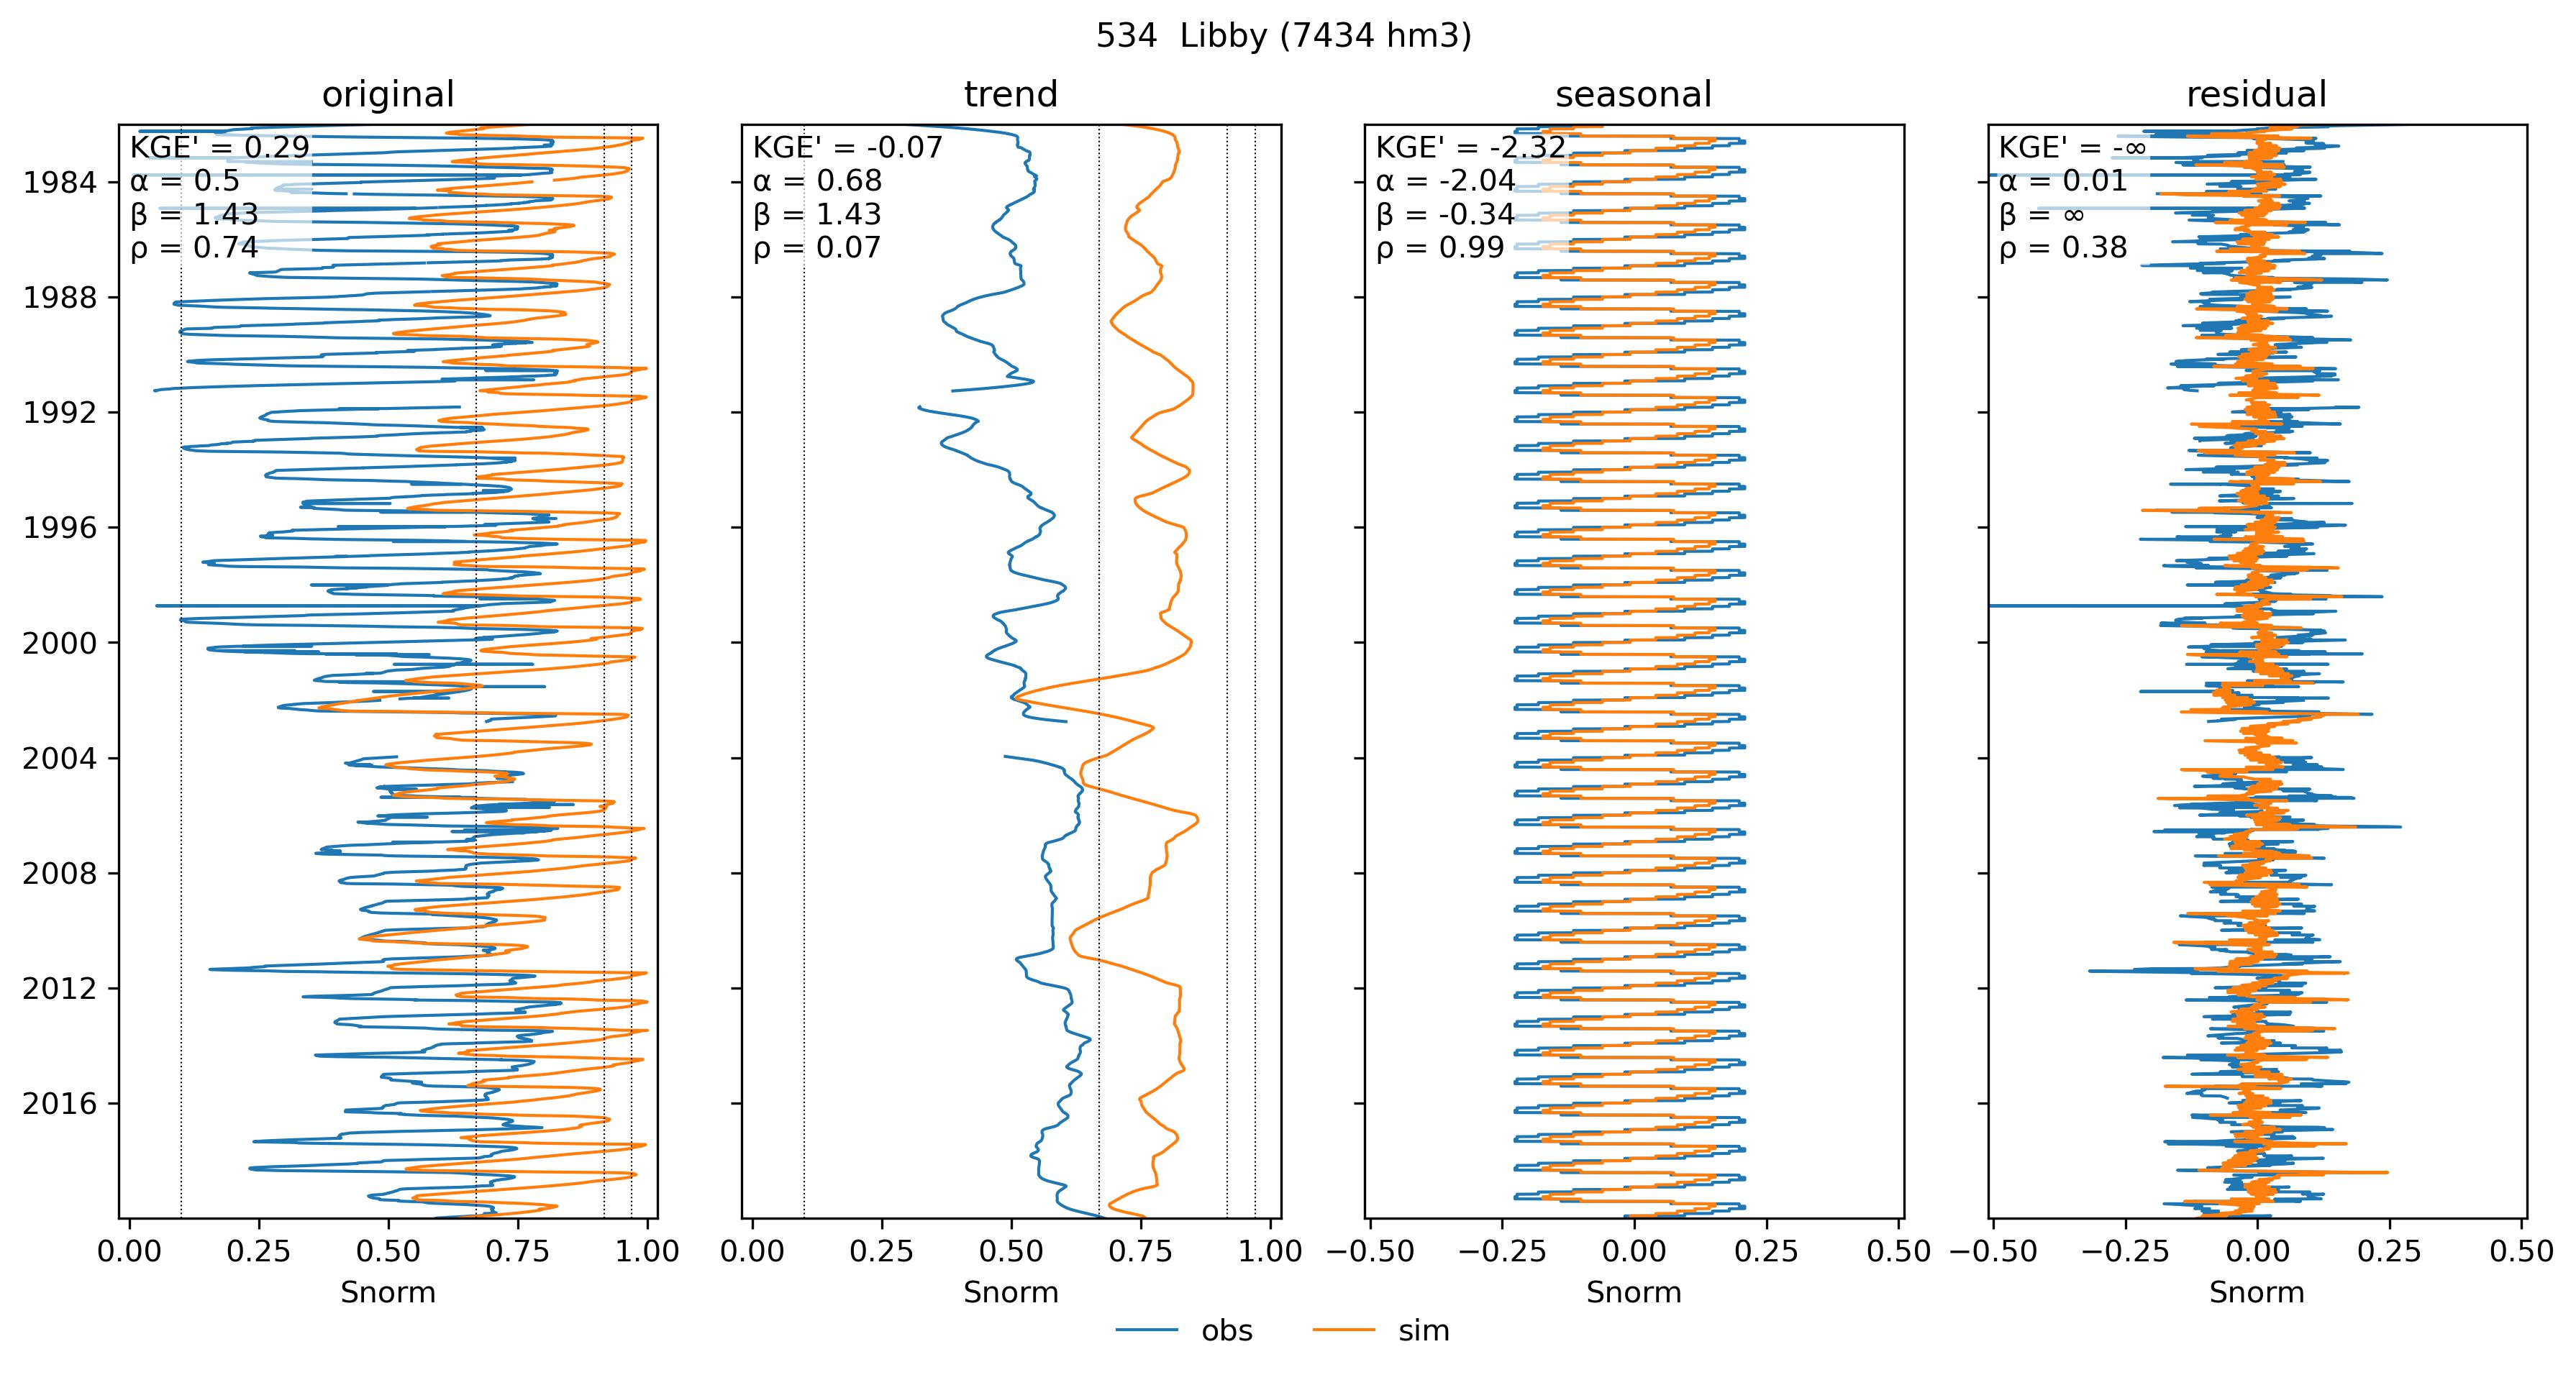 534  Libby (7434 hm3)
original
trend
seasonal
residual
KGE' = 0.29
α = 0.5
β = 1.43
ρ = 0.74
KGE' = -0.07
α = 0.68
β = 1.43
ρ = 0.07
KGE' = -2.32
α = -2.04
β = -0.34
ρ = 0.99
KGE' = -∞
α = 0.01
β = ∞
ρ = 0.38
1984
1988
1992
1996
2000
2004
2008
2012
2016
0.00 0.25 0.50 0.75 1.00
0.00 0.25 0.50 0.75 1.00
−0.50 −0.25 0.00 0.25 0.50
−0.50 −0.25 0.00 0.25 0.50
Snorm
Snorm
Snorm
Snorm
obs
sim